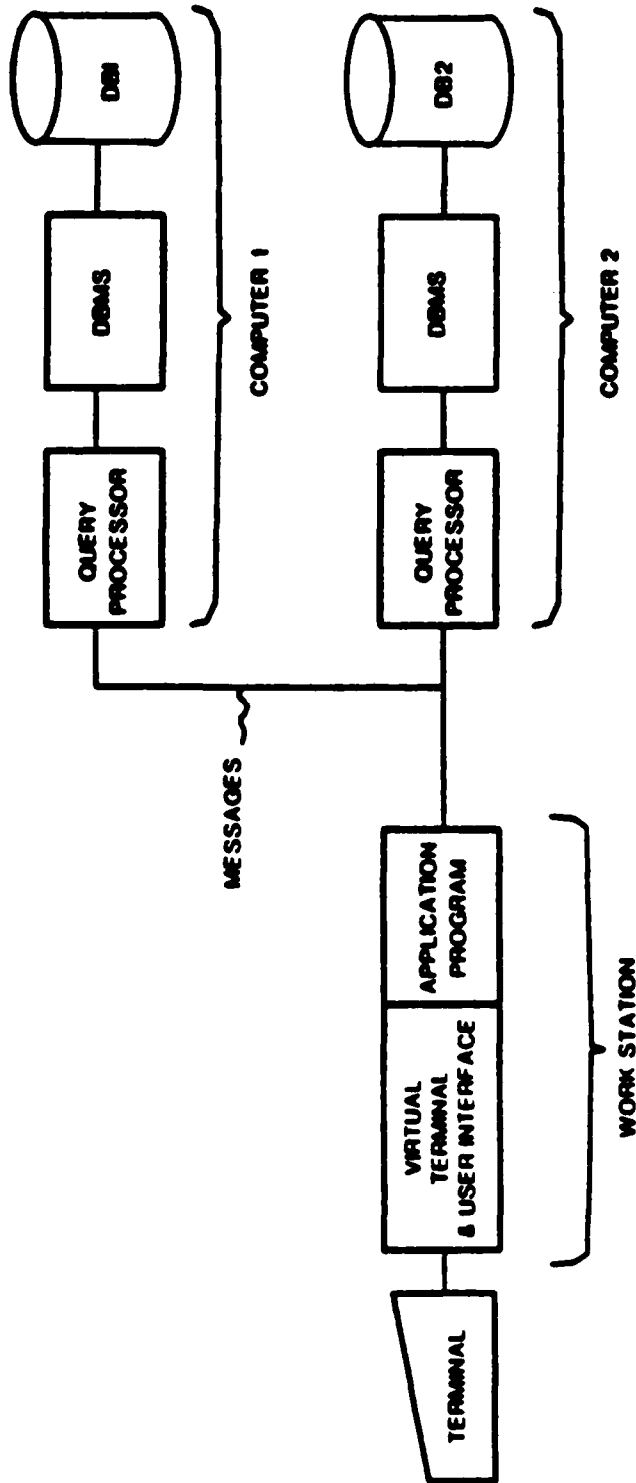 TERMINAL
VIRTUAL
TERMINAL
& USER INTERFACE
APPLICATION
PROGRAM
WORK STATION
MESSAGES
QUERY
PROCESSOR
DBMS
DB1
COMPUTER 1
QUERY
PROCESSOR
DBMS
DB2
COMPUTER 2